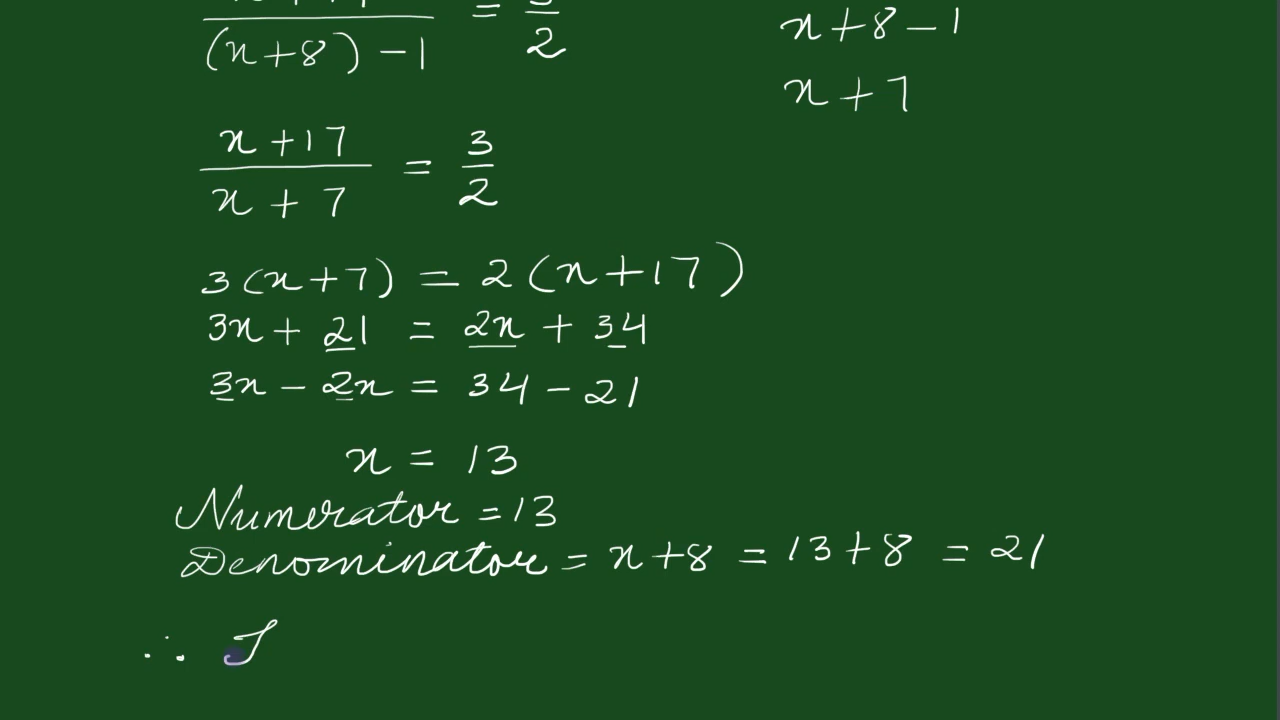 (x+8)-1 = 3/2
x+8-1
x+7
x+17/x+7 = 3/2
3(x+7) = 2(x+17)
3x+21 = 2x+34
3x-2x = 34-21
x = 13
Numerator = 13
Denominator = x+8 = 13+8 = 21
∴